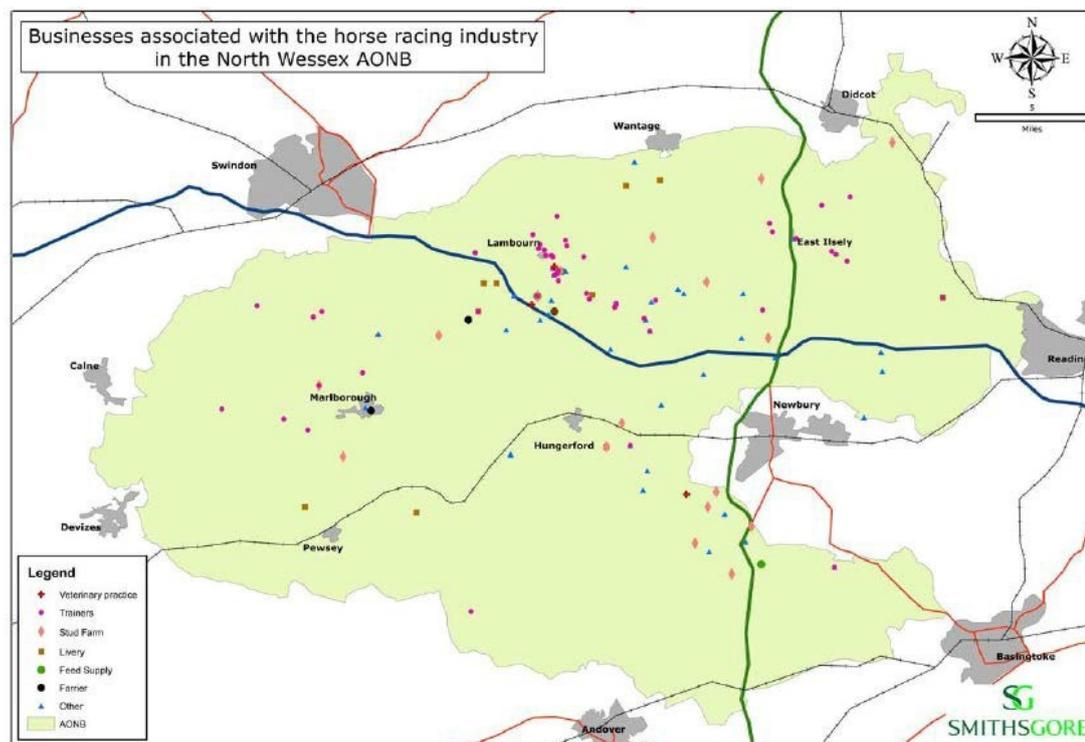 Businesses associated with the horse racing industry
in the North Wessex AONB
N
W E
S
5
Miles
Didcot
Wantage
Swindon
Lambourn
East Ilsely
Calne
Marlborough
Reading
Newbury
Hungerford
Devizes
Pewsey
Basingtoke
Andover
Legend
Veterinary practice
Trainers
Stud Farm
Livery
Feed Supply
Farrier
Other
AONB
SG
SMITHSGORE